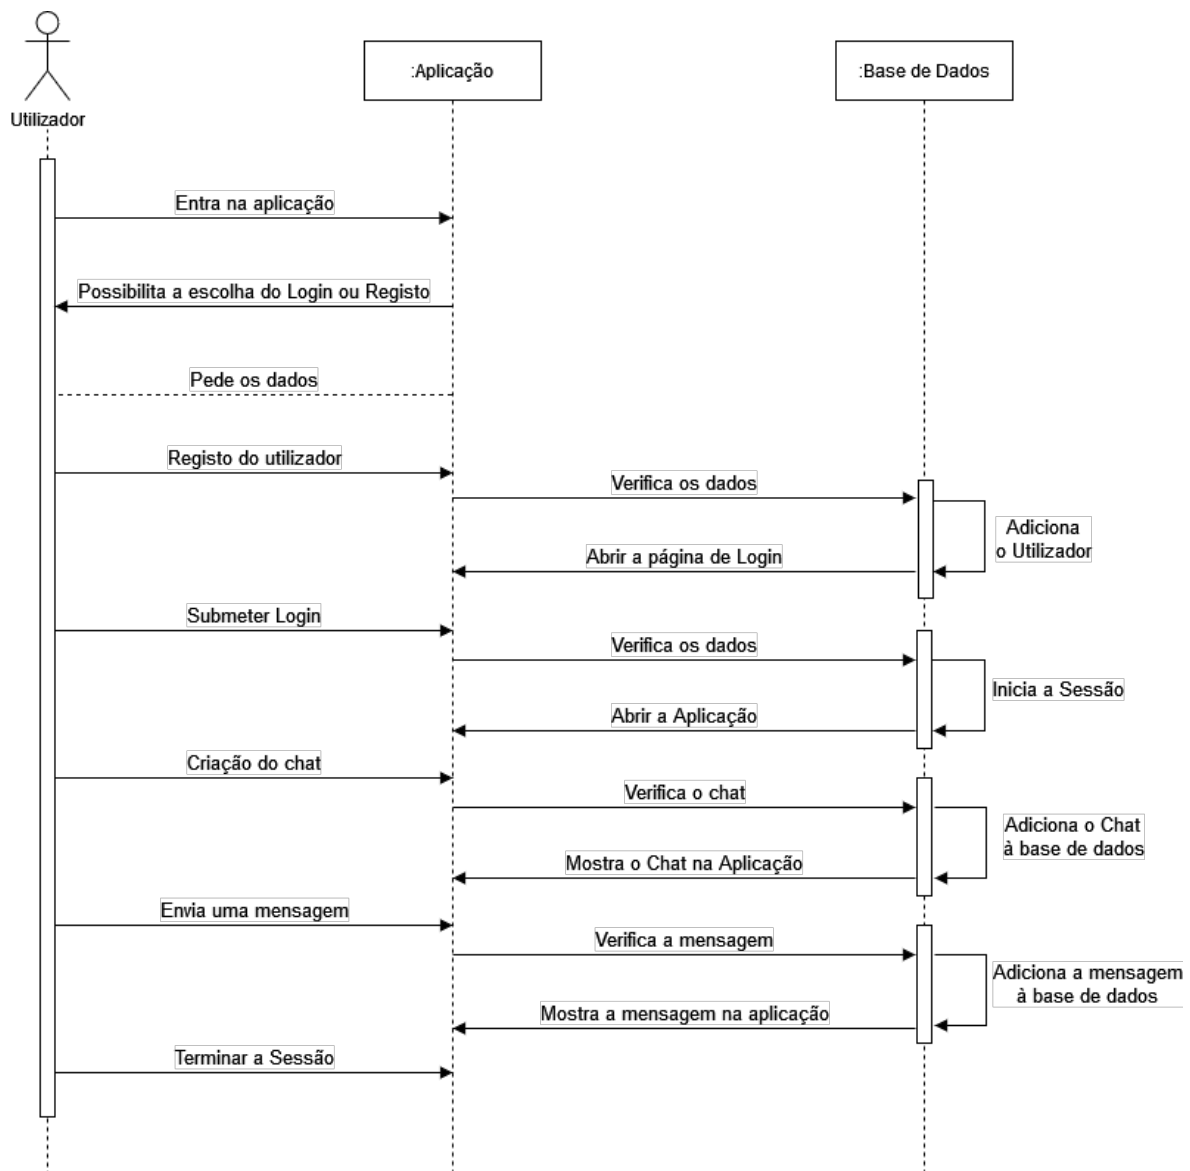 :Aplicação
:Base de Dados
Utilizador
Entra na aplicação
Possibilita a escolha do Login ou Registo
Pede os dados
Registo do utilizador
Verifica os dados
Adiciona
o Utilizador
Abrir a página de Login
Submeter Login
Verifica os dados
Inicia a Sessão
Abrir a Aplicação
Criação do chat
Verifica o chat
Adiciona o Chat
à base de dados
Mostra o Chat na Aplicação
Envia uma mensagem
Verifica a mensagem
Adiciona a mensagem
à base de dados
Mostra a mensagem na aplicação
Terminar a Sessão